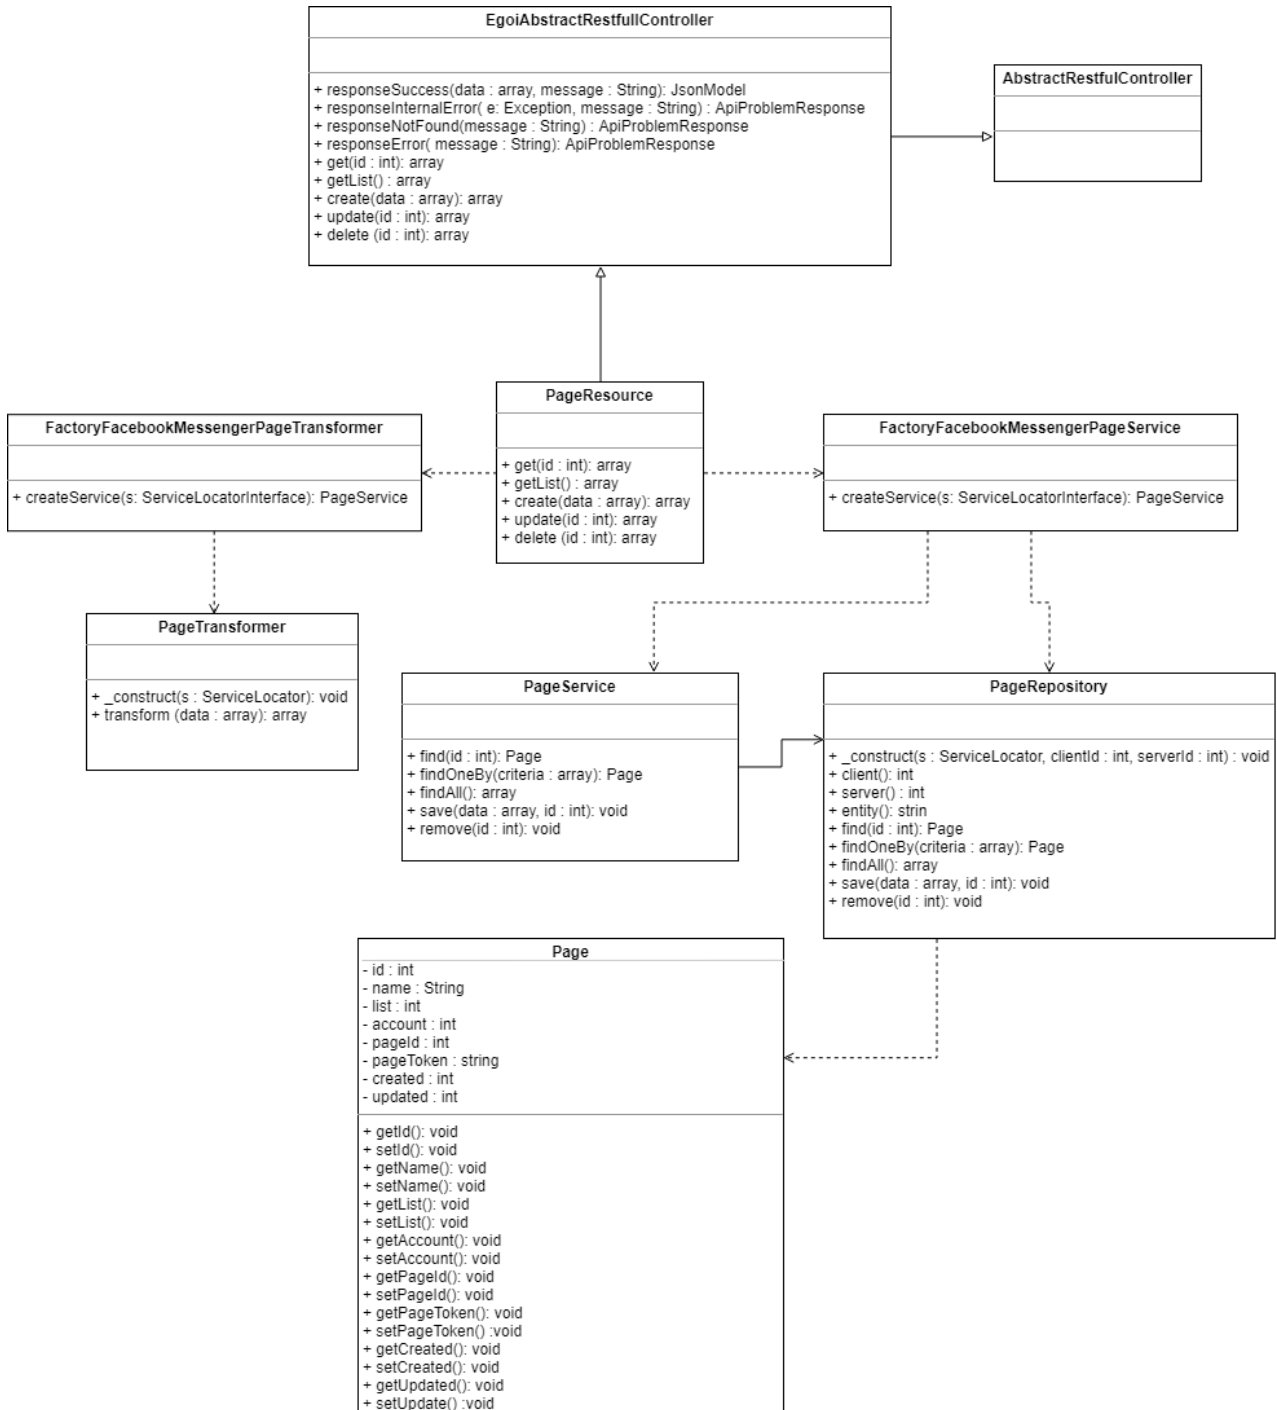 EgoiAbstractRestfullController
+ responseSuccess(data : array, message : String): JsonModel
+ responseInternalError( e: Exception, message : String) : ApiProblemResponse
+ responseNotFound(message : String) : ApiProblemResponse
+ responseError( message : String): ApiProblemResponse
+ get(id : int): array
+ getList() : array
+ create(data : array): array
+ update(id : int): array
+ delete (id : int): array
AbstractRestfulController
PageResource
+ get(id : int): array
+ getList() : array
+ create(data : array): array
+ update(id : int): array
+ delete (id : int): array
FactoryFacebookMessengerPageTransformer
+ createService(s: ServiceLocatorInterface): PageService
FactoryFacebookMessengerPageService
+ createService(s: ServiceLocatorInterface): PageService
PageTransformer
+ _construct(s : ServiceLocator): void
+ transform (data : array): array
PageService
+ find(id : int): Page
+ findOneBy(criteria : array): Page
+ findAll(): array
+ save(data : array, id : int): void
+ remove(id : int): void
PageRepository
+ _construct(s : ServiceLocator, clientId : int, serverId : int) : void
+ client(): int
+ server() : int
+ entity(): strin
+ find(id : int): Page
+ findOneBy(criteria : array): Page
+ findAll(): array
+ save(data : array, id : int): void
+ remove(id : int): void
Page
- id : int
- name : String
- list : int
- account : int
- pageId : int
- pageToken : string
- created : int
- updated : int
+ getId(): void
+ setId(): void
+ getName(): void
+ setName(): void
+ getList(): void
+ setList(): void
+ getAccount(): void
+ setAccount(): void
+ getPageId(): void
+ setPageId(): void
+ getPageToken(): void
+ setPageToken() :void
+ getCreated(): void
+ setCreated(): void
+ getUpdated(): void
+ setUpdate() :void